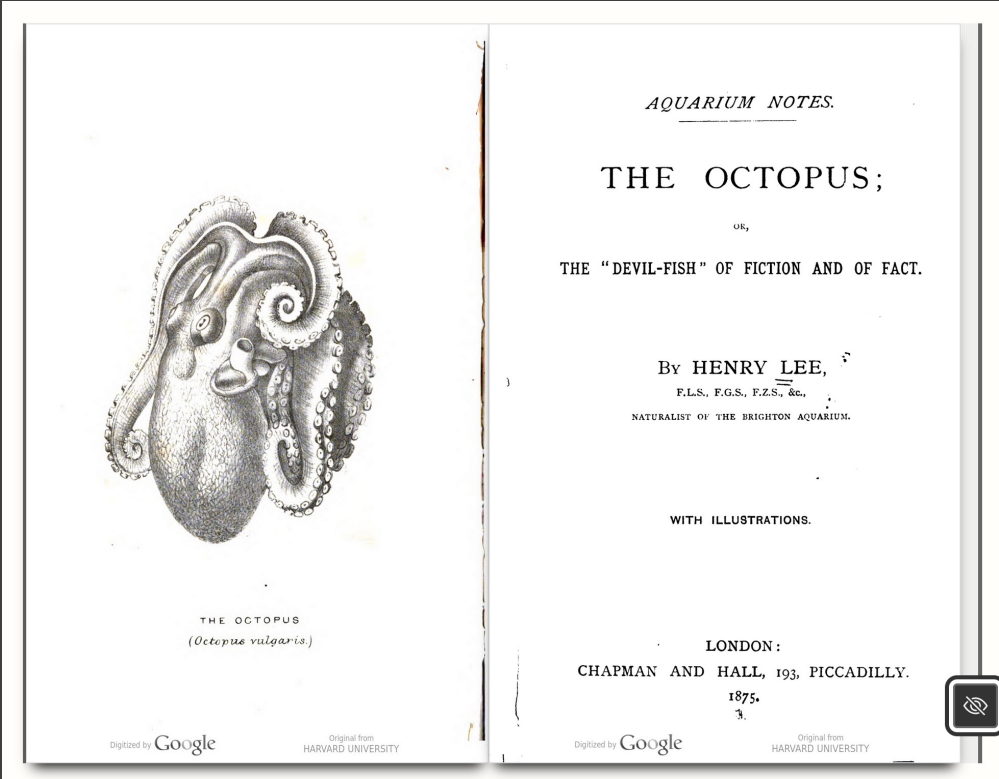 THE OCTOPUS
(Octopus vulgaris.)
Digitized by Google
Original from
HARVARD UNIVERSITY
AQUARIUM NOTES.
THE OCTOPUS;
OR,
THE "DEVIL-FISH" OF FICTION AND OF FACT.
By HENRY LEE,
F.L.S., F.G.S., F.Z.S., &c.,
NATURALIST OF THE BRIGHTON AQUARIUM.
WITH ILLUSTRATIONS.
LONDON:
CHAPMAN AND HALL, 193, PICCADILLY.
1875.
Digitized by Google
Original from
HARVARD UNIVERSITY